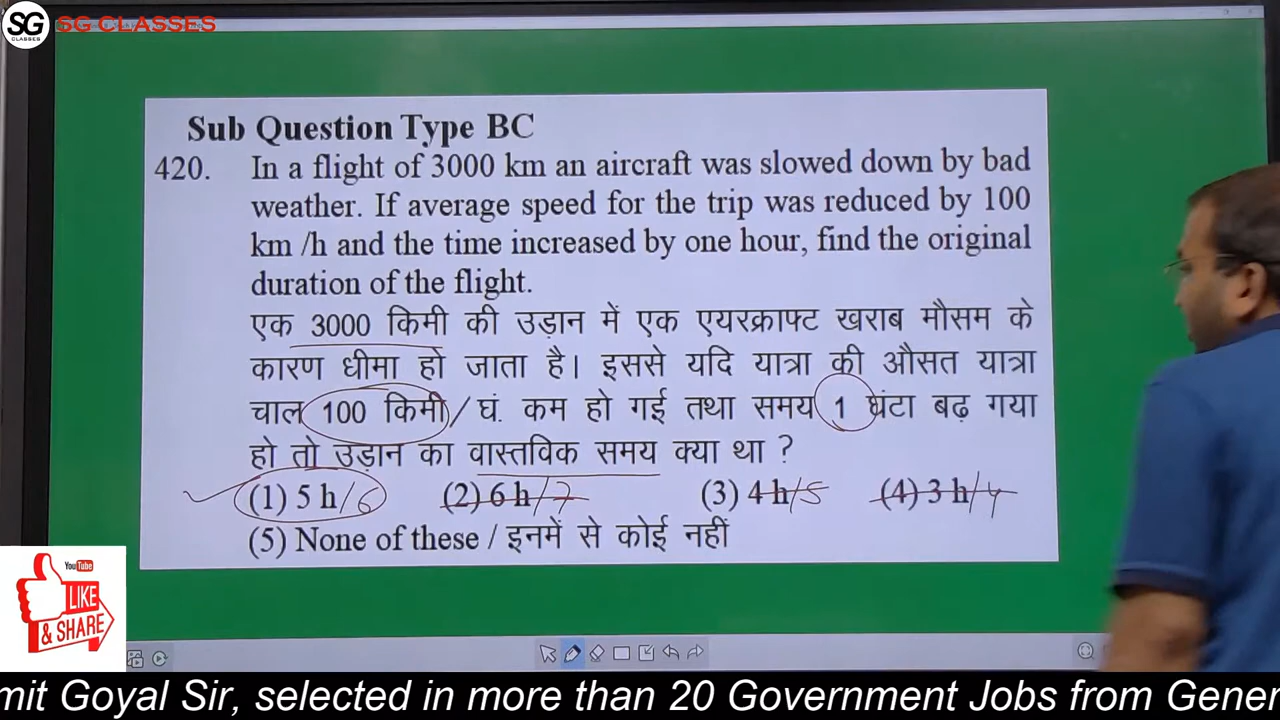 SG
CLASSES
SG CLASSES
Sub Question Type BC
420. In a flight of 3000 km an aircraft was slowed down by bad
weather. If average speed for the trip was reduced by 100
km /h and the time increased by one hour, find the original
duration of the flight.
एक 3000 किमी की उड़ान में एक एयरक्राफ्ट खराब मौसम के
कारण धीमा हो जाता है। इससे यदि यात्रा की औसत यात्रा
चाल 100 किमी / घं. कम हो गई तथा समय 1 घंटा बढ़ गया
हो तो उड़ान का वास्तविक समय क्या था ?
(1) 5 h/6 (2) 6 h/7 (3) 4 h/5 (4) 3 h/4
(5) None of these / इनमें से कोई नहीं
YouTube
LIKE
& SHARE
mit Goyal Sir, selected in more than 20 Government Jobs from Gener